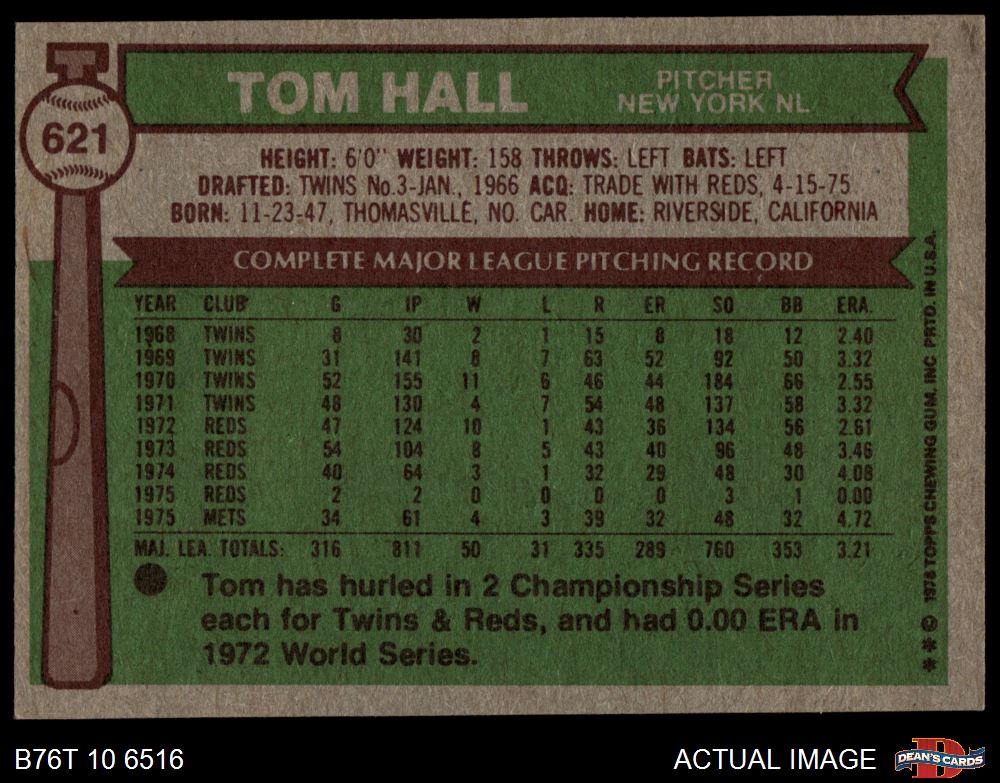 TOM HALL
PITCHER
NEW YORK NL
621
HEIGHT: 6'0" WEIGHT: 158 THROWS: LEFT BATS: LEFT
DRAFTED: TWINS No.3-JAN., 1966 ACQ: TRADE WITH REDS, 4-15-75
BORN: 11-23-47, THOMASVILLE, NO. CAR. HOME: RIVERSIDE, CALIFORNIA
COMPLETE MAJOR LEAGUE PITCHING RECORD
YEAR CLUB G IP W L R ER SO BB ERA.
1968 TWINS 8 30 2 1 15 8 18 12 2.40
1969 TWINS 31 141 8 7 63 52 92 50 3.32
1970 TWINS 52 155 11 6 46 44 184 66 2.55
1971 TWINS 48 130 4 7 54 48 137 58 3.32
1972 REDS 47 124 10 1 43 36 134 56 2.61
1973 REDS 54 104 8 5 43 40 96 48 3.46
1974 REDS 40 64 3 1 32 29 48 30 4.08
1975 REDS 2 2 0 0 0 0 3 1 0.00
1975 METS 34 61 4 3 39 32 48 32 4.72
MAJ. LEA. TOTALS: 316 811 50 31 335 289 760 353 3.21
Tom has hurled in 2 Championship Series
each for Twins & Reds, and had 0.00 ERA in
1972 World Series.
** © 1976 TOPPS CHEWING GUM, INC. PRTD. IN U.S.A.
B76T 10 6516
ACTUAL IMAGE
DEAN'S CARDS